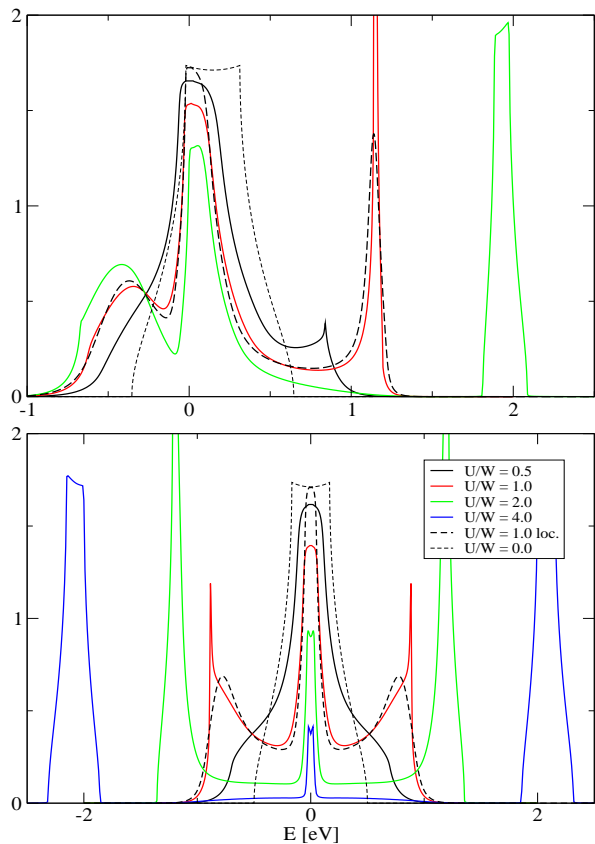 2
1
0
-1
0
1
2
2
1
0
U/W = 0.5
U/W = 1.0
U/W = 2.0
U/W = 4.0
U/W = 1.0 loc.
U/W = 0.0
-2
0
2
E [eV]